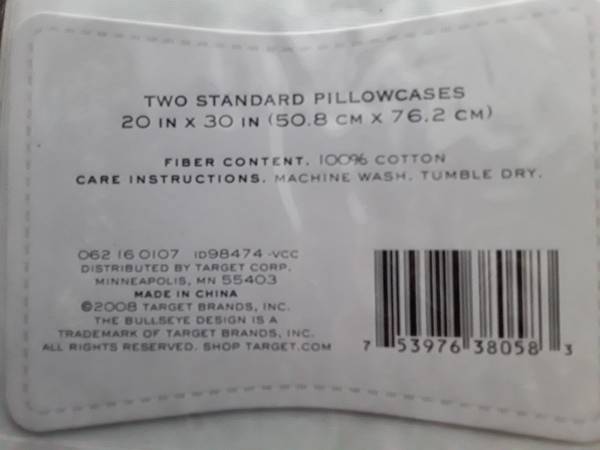 TWO STANDARD PILLOWCASES
20 IN X 30 IN (50.8 CM X 76.2 CM)
FIBER CONTENT. 100% COTTON
CARE INSTRUCTIONS. MACHINE WASH. TUMBLE DRY.
062 16 0107 ID98474-VCC
DISTRIBUTED BY TARGET CORP.
MINNEAPOLIS, MN 55403
MADE IN CHINA
©2008 TARGET BRANDS, INC.
THE BULLSEYE DESIGN IS A
TRADEMARK OF TARGET BRANDS, INC.
ALL RIGHTS RESERVED. SHOP TARGET.COM
7 53976 38058 3